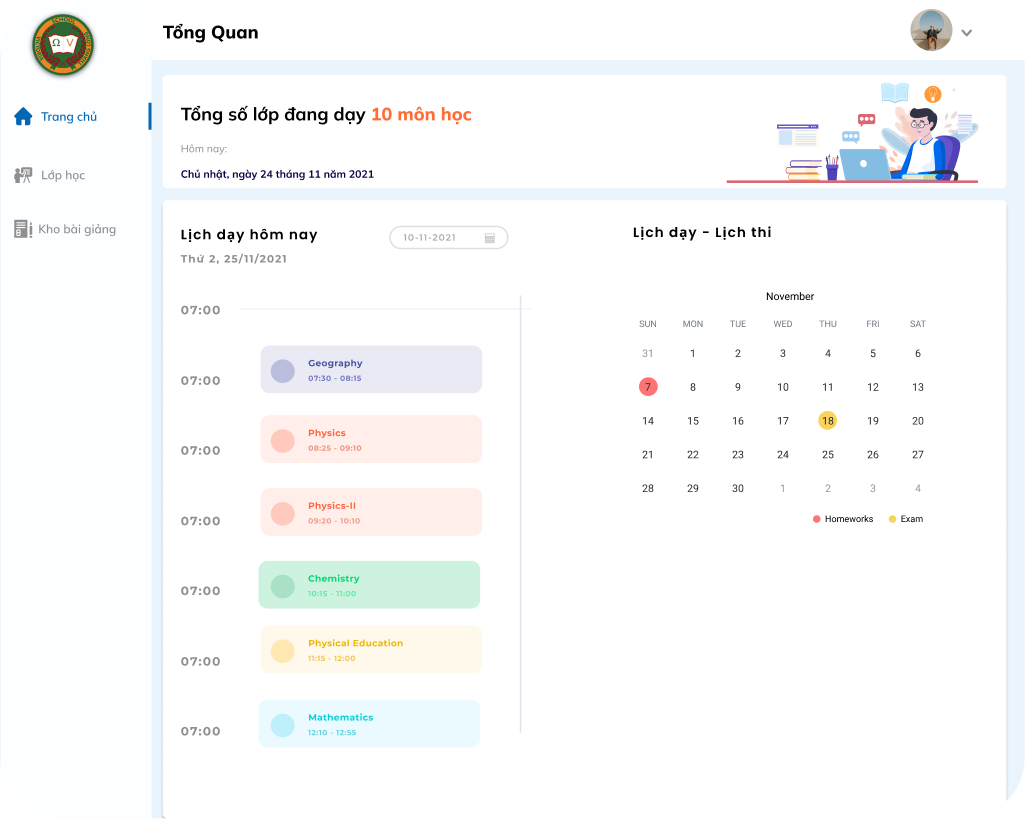 Tổng Quan
Trang chủ
Lớp học
Kho bài giảng
Tổng số lớp đang dạy 10 môn học
Hôm nay:
Chủ nhật, ngày 24 tháng 11 năm 2021
Lịch dạy hôm nay
10-11-2021
Thứ 2, 25/11/2021
07:00
Geography
07:30 - 08:15
07:00
Physics
08:25 - 09:10
07:00
Physics-II
09:20 - 10:10
07:00
Chemistry
10:15 - 11:00
07:00
Physical Education
11:15 - 12:00
07:00
Mathematics
12:10 - 12:55
07:00
Lịch dạy - Lịch thi
November
SUN MON TUE WED THU FRI SAT
31 1 2 3 4 5 6
7 8 9 10 11 12 13
14 15 16 17 18 19 20
21 22 23 24 25 26 27
28 29 30 1 2 3 4
Homeworks Exam